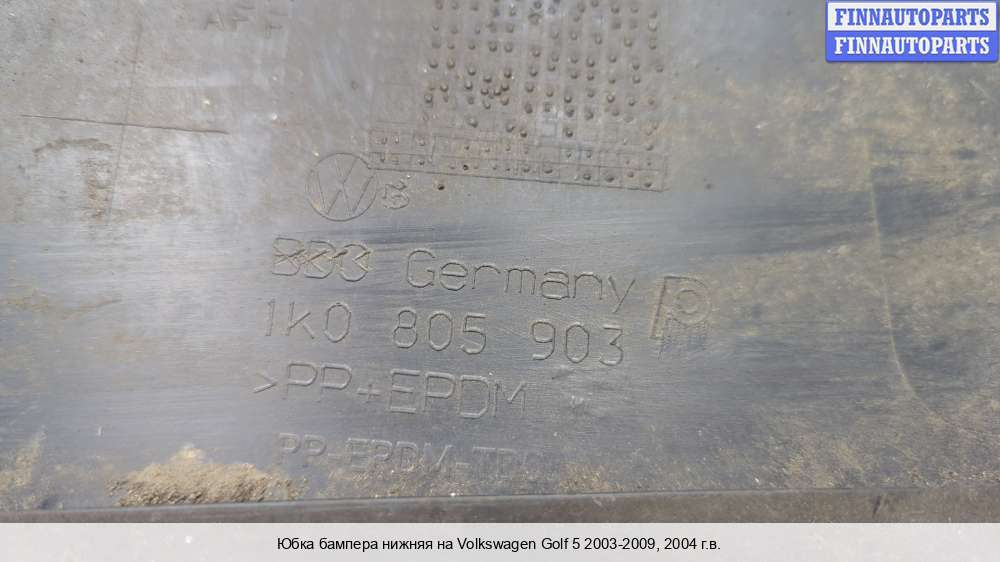 FINNAUTOPARTS
FINNAUTOPARTS
Germany
1K0 805 903
>PP+EPDM
Юбка бампера нижняя на Volkswagen Golf 5 2003-2009, 2004 г.в.